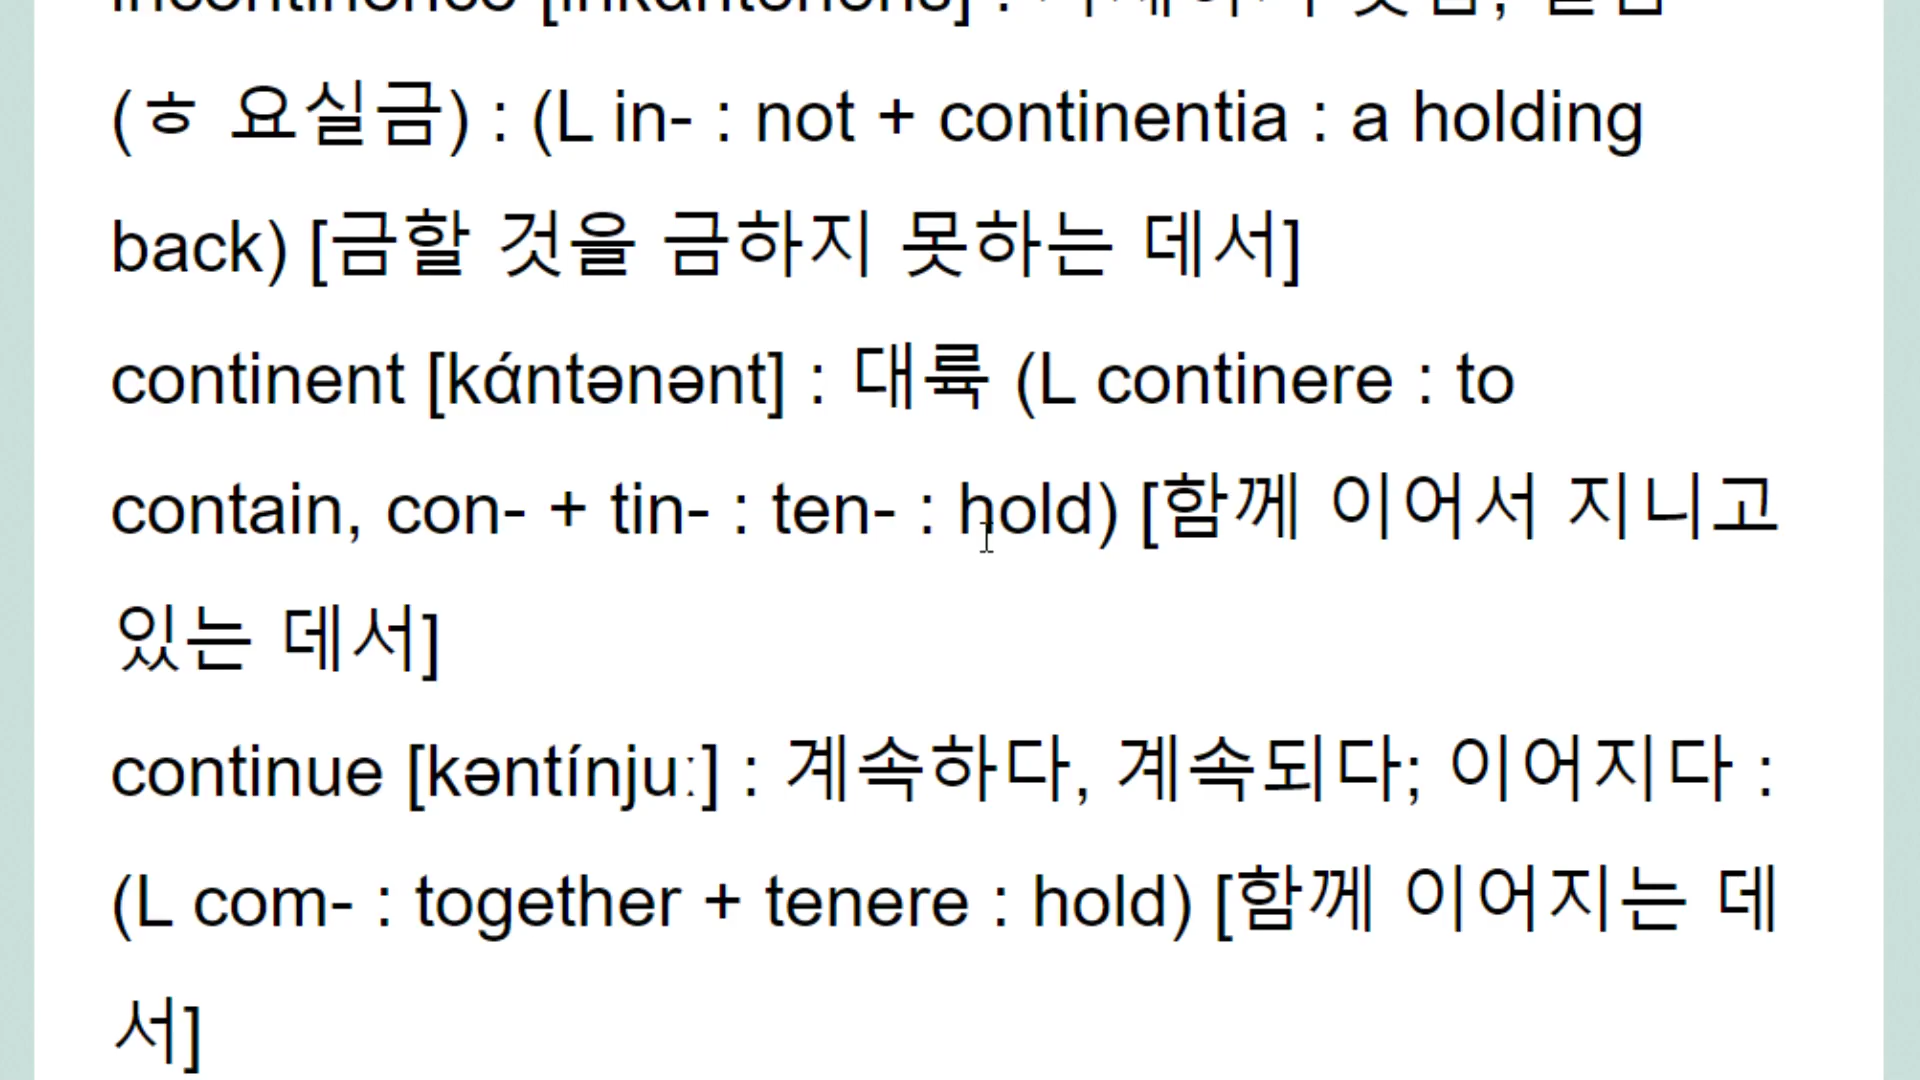 (ㅎ 요실금) : (L in- : not + continentia : a holding
back) [금할 것을 금하지 못하는 데서]
continent [kάntənənt] : 대륙 (L continere : to
contain, con- + tin- : ten- : hold) [함께 이어서 지니고
있는 데서]
continue [kəntínjuː] : 계속하다, 계속되다; 이어지다 :
(L com- : together + tenere : hold) [함께 이어지는 데
서]